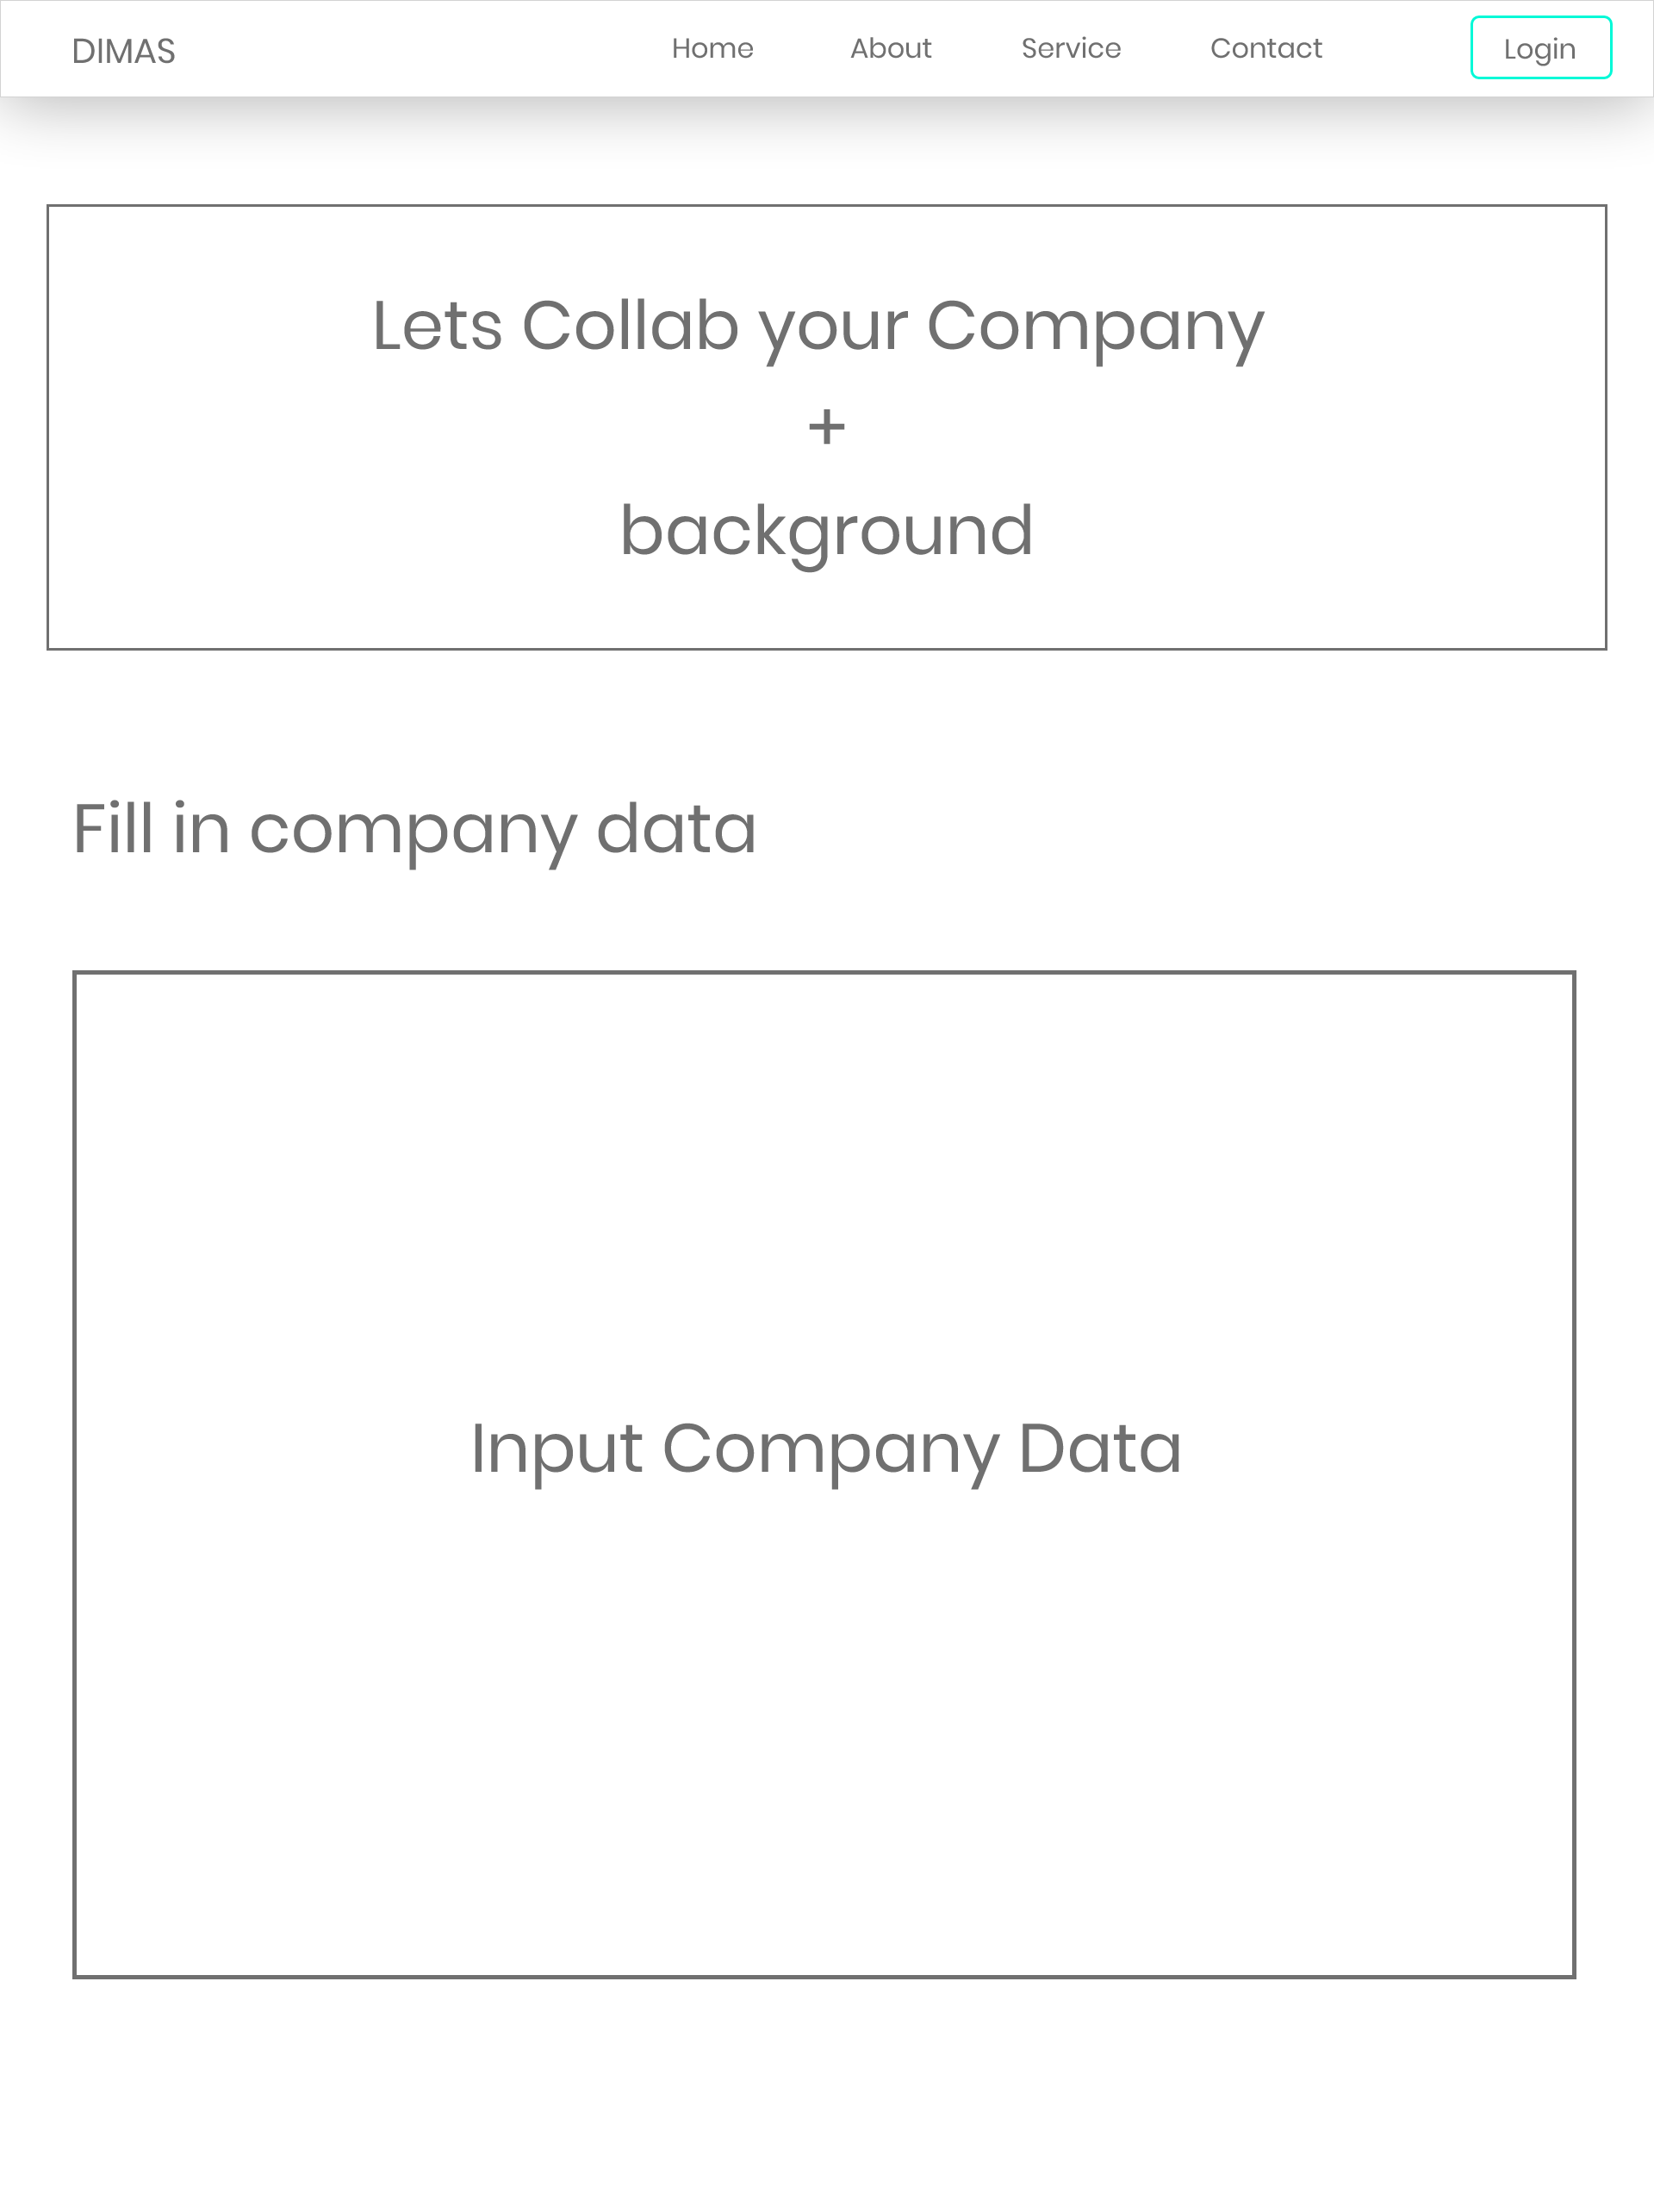 DIMAS Home About Service Contact Login
Lets Collab your Company
+
background
Fill in company data
Input Company Data